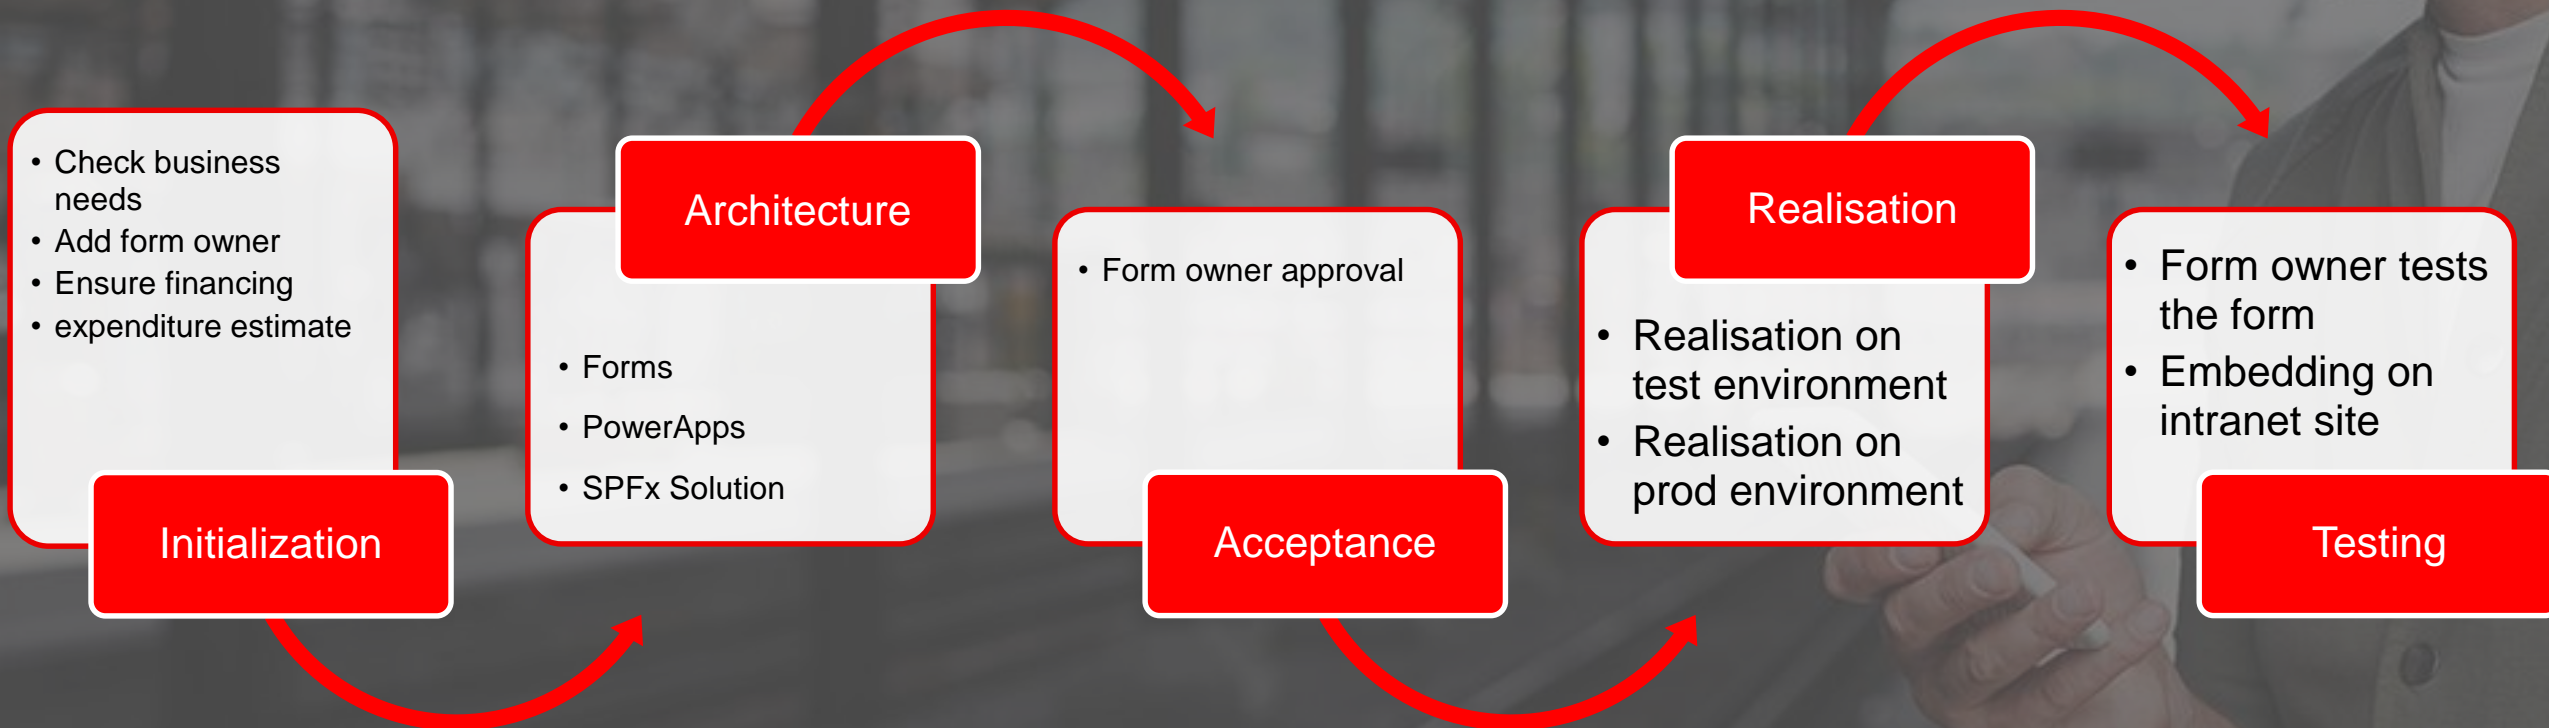 • Check business
needs
• Add form owner
• Ensure financing
• expenditure estimate
Initialization
Architecture
• Forms
• PowerApps
• SPFx Solution
• Form owner approval
Acceptance
Realisation
• Realisation on
test environment
• Realisation on
prod environment
• Form owner tests
the form
• Embedding on
intranet site
Testing